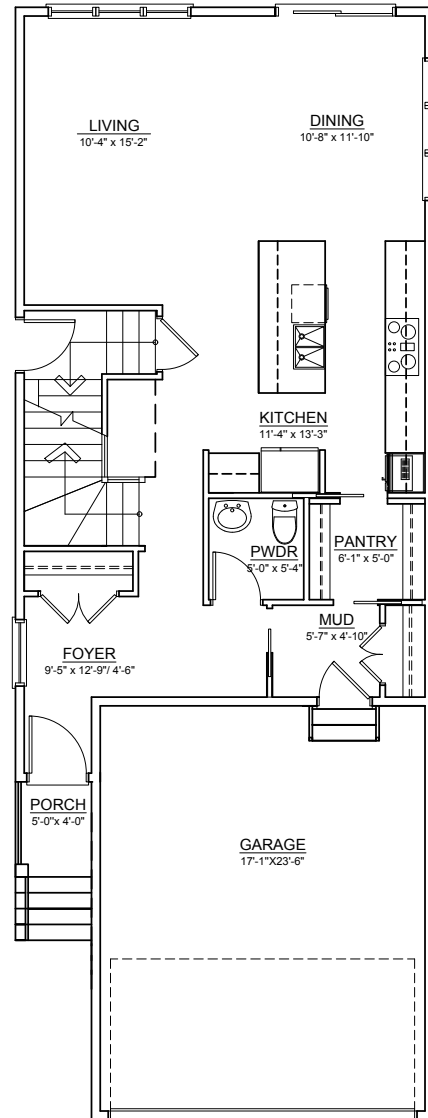 LIVING
10'-4" x 15'-2"
DINING
10'-8" x 11'-10"
KITCHEN
11'-4" x 13'-3"
PWDR
5'-0" x 5'-4"
PANTRY
6'-1" x 5'-0"
MUD
5'-7" x 4'-10"
FOYER
9'-5" x 12'-9"/ 4'-6"
PORCH
5'-0"x 4'-0"
GARAGE
17'-1"X23'-6"